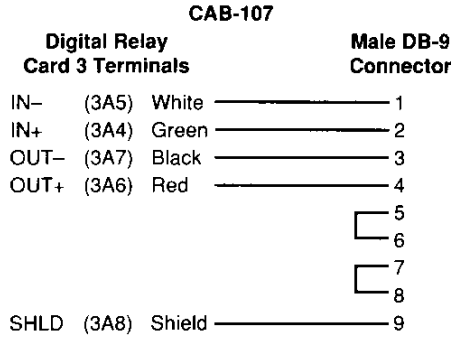 CAB-107
Digital Relay Male DB-9
Card 3 Terminals Connector
IN– (3A5) White 1
IN+ (3A4) Green 2
OUT– (3A7) Black 3
OUT+ (3A6) Red 4
5
6
7
8
SHLD (3A8) Shield 9